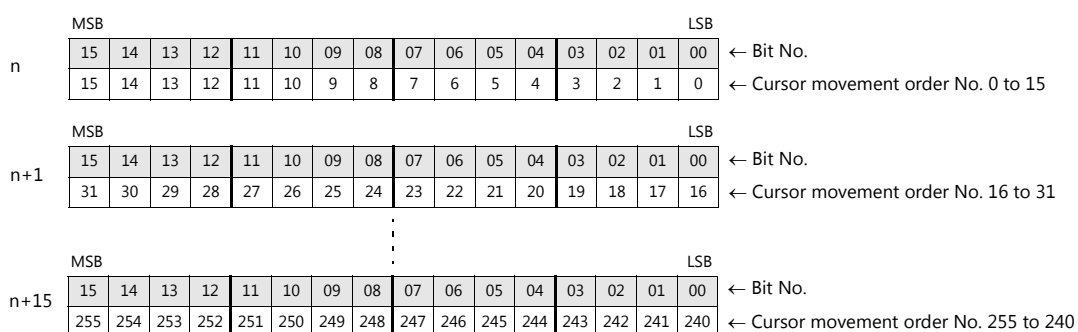 MSB LSB
15 14 13 12 11 10 09 08 07 06 05 04 03 02 01 00 ← Bit No.
n
15 14 13 12 11 10 9 8 7 6 5 4 3 2 1 0 ← Cursor movement order No. 0 to 15
MSB LSB
15 14 13 12 11 10 09 08 07 06 05 04 03 02 01 00 ← Bit No.
n+1
31 30 29 28 27 26 25 24 23 22 21 20 19 18 17 16 ← Cursor movement order No. 16 to 31
MSB LSB
15 14 13 12 11 10 09 08 07 06 05 04 03 02 01 00 ← Bit No.
n+15
255 254 253 252 251 250 249 248 247 246 245 244 243 242 241 240 ← Cursor movement order No. 255 to 240